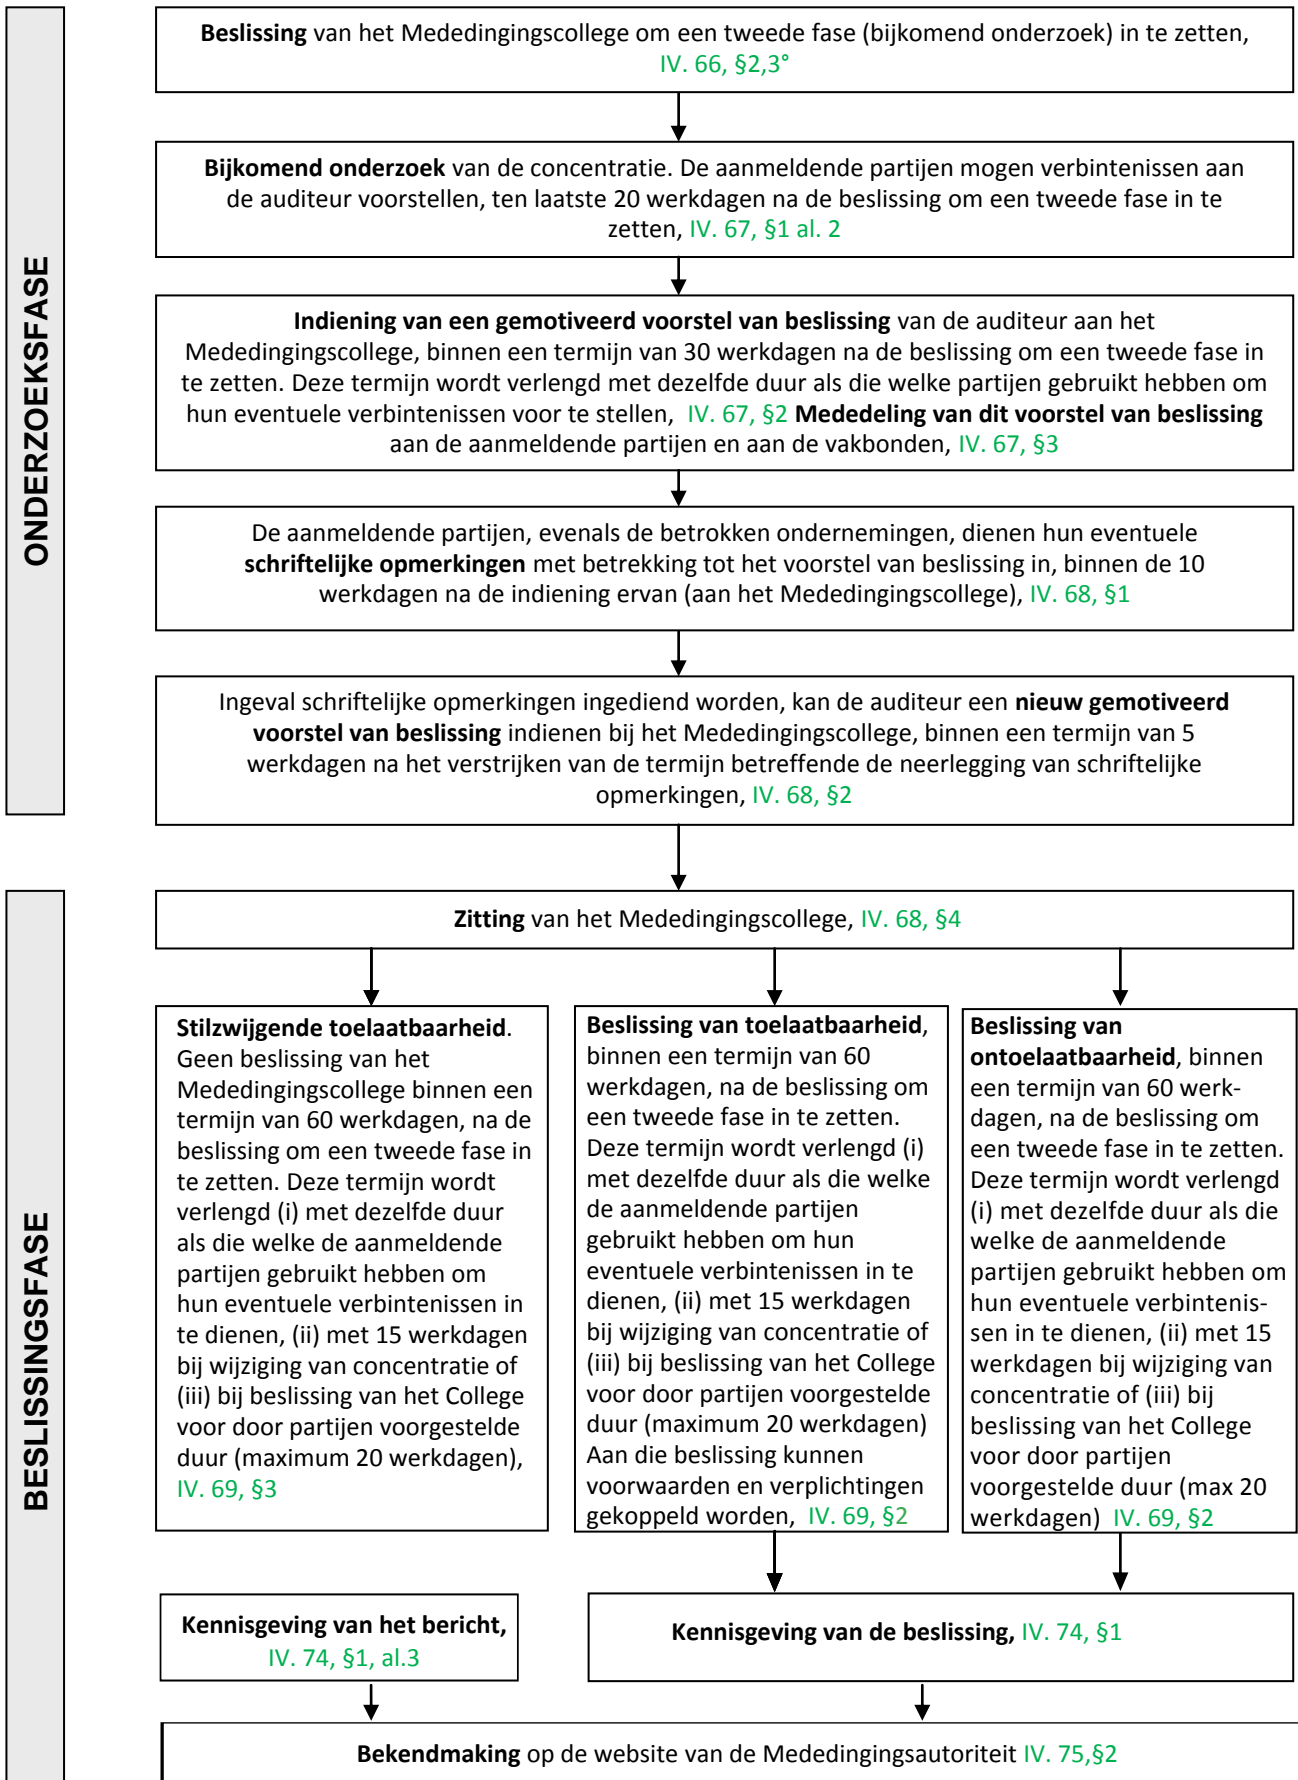 ONDERZOEKSFASE
Beslissing van het Mededingingscollege om een tweede fase (bijkomend onderzoek) in te zetten,
IV. 66, §2,3°
Bijkomend onderzoek van de concentratie. De aanmeldende partijen mogen verbintenissen aan
de auditeur voorstellen, ten laatste 20 werkdagen na de beslissing om een tweede fase in te
zetten, IV. 67, §1 al. 2
Indiening van een gemotiveerd voorstel van beslissing van de auditeur aan het
Mededingingscollege, binnen een termijn van 30 werkdagen na de beslissing om een tweede fase in
te zetten. Deze termijn wordt verlengd met dezelfde duur als die welke partijen gebruikt hebben om
hun eventuele verbintenissen voor te stellen, IV. 67, §2 Mededeling van dit voorstel van beslissing
aan de aanmeldende partijen en aan de vakbonden, IV. 67, §3
De aanmeldende partijen, evenals de betrokken ondernemingen, dienen hun eventuele
schriftelijke opmerkingen met betrekking tot het voorstel van beslissing in, binnen de 10
werkdagen na de indiening ervan (aan het Mededingingscollege), IV. 68, §1
Ingeval schriftelijke opmerkingen ingediend worden, kan de auditeur een nieuw gemotiveerd
voorstel van beslissing indienen bij het Mededingingscollege, binnen een termijn van 5
werkdagen na het verstrijken van de termijn betreffende de neerlegging van schriftelijke
opmerkingen, IV. 68, §2
BESLISSINGSFASE
Zitting van het Mededingingscollege, IV. 68, §4
Stilzwijgende toelaatbaarheid.
Geen beslissing van het
Mededingingscollege binnen een
termijn van 60 werkdagen, na de
beslissing om een tweede fase in
te zetten. Deze termijn wordt
verlengd (i) met dezelfde duur
als die welke de aanmeldende
partijen gebruikt hebben om
hun eventuele verbintenissen in
te dienen, (ii) met 15 werkdagen
bij wijziging van concentratie of
(iii) bij beslissing van het College
voor door partijen voorgestelde
duur (maximum 20 werkdagen),
IV. 69, §3
Beslissing van toelaatbaarheid,
binnen een termijn van 60
werkdagen, na de beslissing om
een tweede fase in te zetten.
Deze termijn wordt verlengd (i)
met dezelfde duur als die welke
de aanmeldende partijen
gebruikt hebben om hun
eventuele verbintenissen in te
dienen, (ii) met 15 werkdagen
bij wijziging van concentratie of
(iii) bij beslissing van het College
voor door partijen voorgestelde
duur (maximum 20 werkdagen)
Aan die beslissing kunnen
voorwaarden en verplichtingen
gekoppeld worden, IV. 69, §2
Beslissing van
ontoelaatbaarheid, binnen
een termijn van 60 werk-
dagen, na de beslissing om
een tweede fase in te zetten.
Deze termijn wordt verlengd
(i) met dezelfde duur als die
welke de aanmeldende
partijen gebruikt hebben om
hun eventuele verbintenis-
sen in te dienen, (ii) met 15
werkdagen bij wijziging van
concentratie of (iii) bij
beslissing van het College
voor door partijen
voorgestelde duur (max 20
werkdagen) IV. 69, §2
Kennisgeving van het bericht,
IV. 74, §1, al.3
Kennisgeving van de beslissing, IV. 74, §1
Bekendmaking op de website van de Mededingingsautoriteit IV. 75,§2